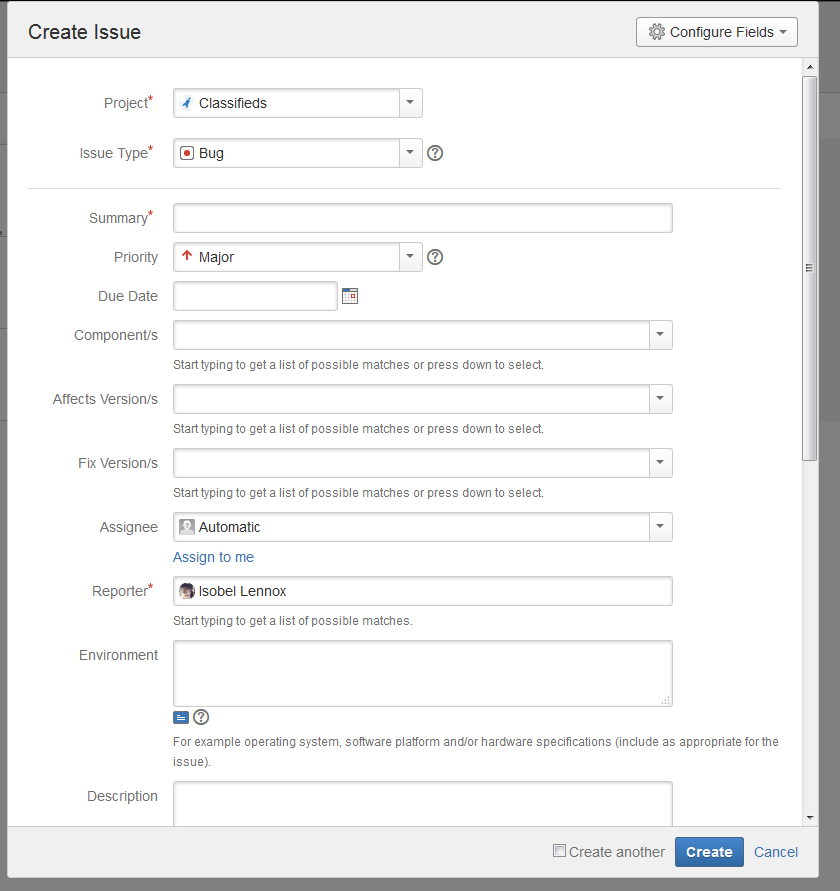 Create Issue Configure Fields
Project* Classifieds
Issue Type* Bug
Summary*
Priority Major
Due Date
Component/s
Start typing to get a list of possible matches or press down to select.
Affects Version/s
Start typing to get a list of possible matches or press down to select.
Fix Version/s
Start typing to get a list of possible matches or press down to select.
Assignee Automatic
Assign to me
Reporter* Isobel Lennox
Start typing to get a list of possible matches.
Environment
For example operating system, software platform and/or hardware specifications (include as appropriate for the
issue).
Description
Create another Create Cancel